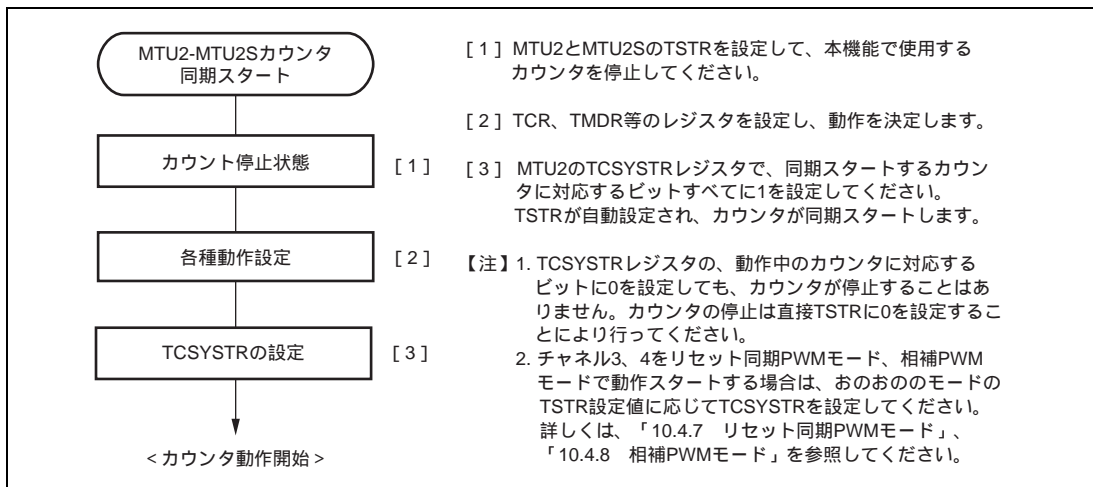 MTU2-MTU2Sカウンタ
同期スタート
カウント停止状態
[ 1 ]
各種動作設定
[ 2 ]
TCSYSTRの設定
[ 3 ]
< カウンタ動作開始 >
[ 1 ] MTU2とMTU2SのTSTRを設定して、本機能で使用する
カウンタを停止してください。
[ 2 ] TCR、TMDR等のレジスタを設定し、動作を決定します。
[ 3 ] MTU2のTCSYSTRレジスタで、同期スタートするカウン
タに対応するビットすべてに1を設定してください。
TSTRが自動設定され、カウンタが同期スタートします。
【注】1. TCSYSTRレジスタの、動作中のカウンタに対応する
ビットに0を設定しても、カウンタが停止することはあ
りません。カウンタの停止は直接TSTRに0を設定するこ
とにより行ってください。
2. チャネル3、4をリセット同期PWMモード、相補PWM
モードで動作スタートする場合は、おのおののモードの
TSTR設定値に応じてTCSYSTRを設定してください。
詳しくは、「10.4.7 リセット同期PWMモード」、
「10.4.8 相補PWMモード」を参照してください。